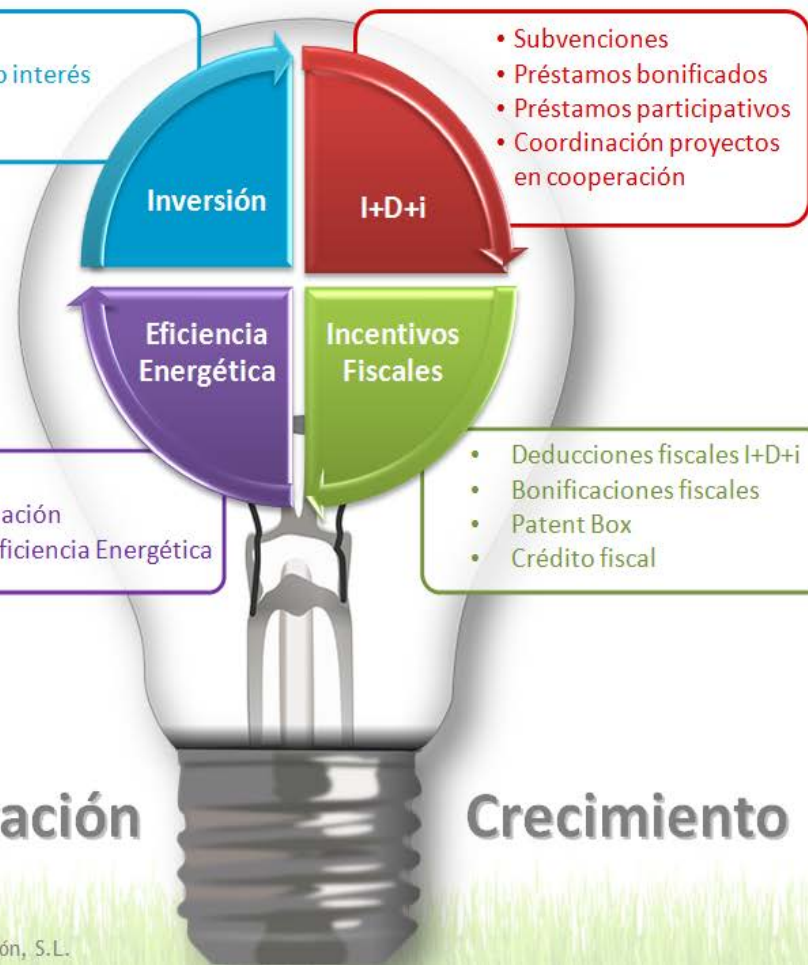 o interés
Inversión
I+D+i
• Subvenciones
• Préstamos bonificados
• Préstamos participativos
• Coordinación proyectos
en cooperación
Eficiencia
Energética
Incentivos
Fiscales
ación
ficiencia Energética
• Deducciones fiscales I+D+i
• Bonificaciones fiscales
• Patent Box
• Crédito fiscal
ación
Crecimiento
ón, S.L.